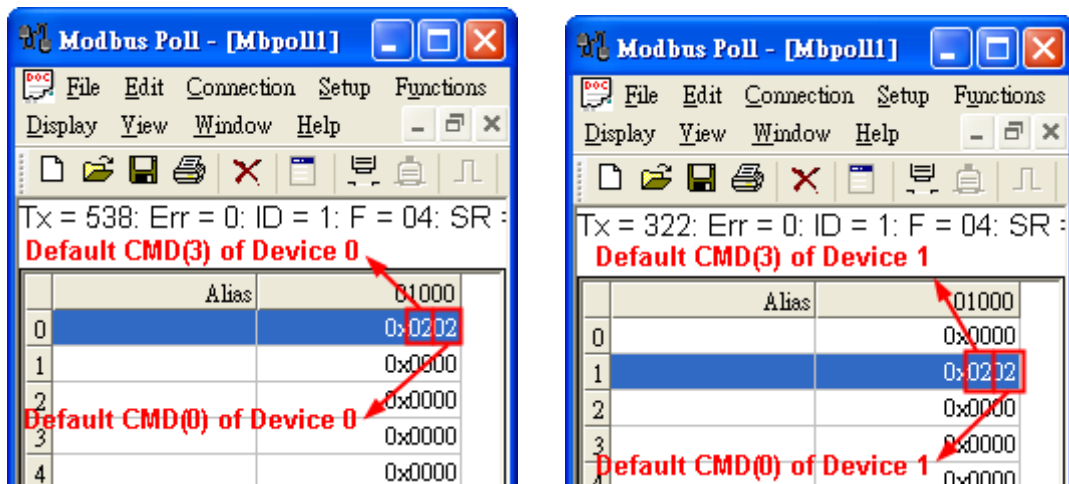 Modbus Poll - [Mbpoll1]
File Edit Connection Setup Functions
Display View Window Help
Tx = 538: Err = 0: ID = 1: F = 04: SR
Default CMD(3) of Device 0
Alias 01000
0 0x0202
1 0x0000
2 0x0000
Default CMD(0) of Device 0
3 0x0000
4 0x0000
Modbus Poll - [Mbpoll1]
File Edit Connection Setup Functions
Display View Window Help
Tx = 322: Err = 0: ID = 1: F = 04: SR
Default CMD(3) of Device 1
Alias 01000
0 0x0000
1 0x0202
2 0x0000
3 0x0000
Default CMD(0) of Device 1
4 0x0000